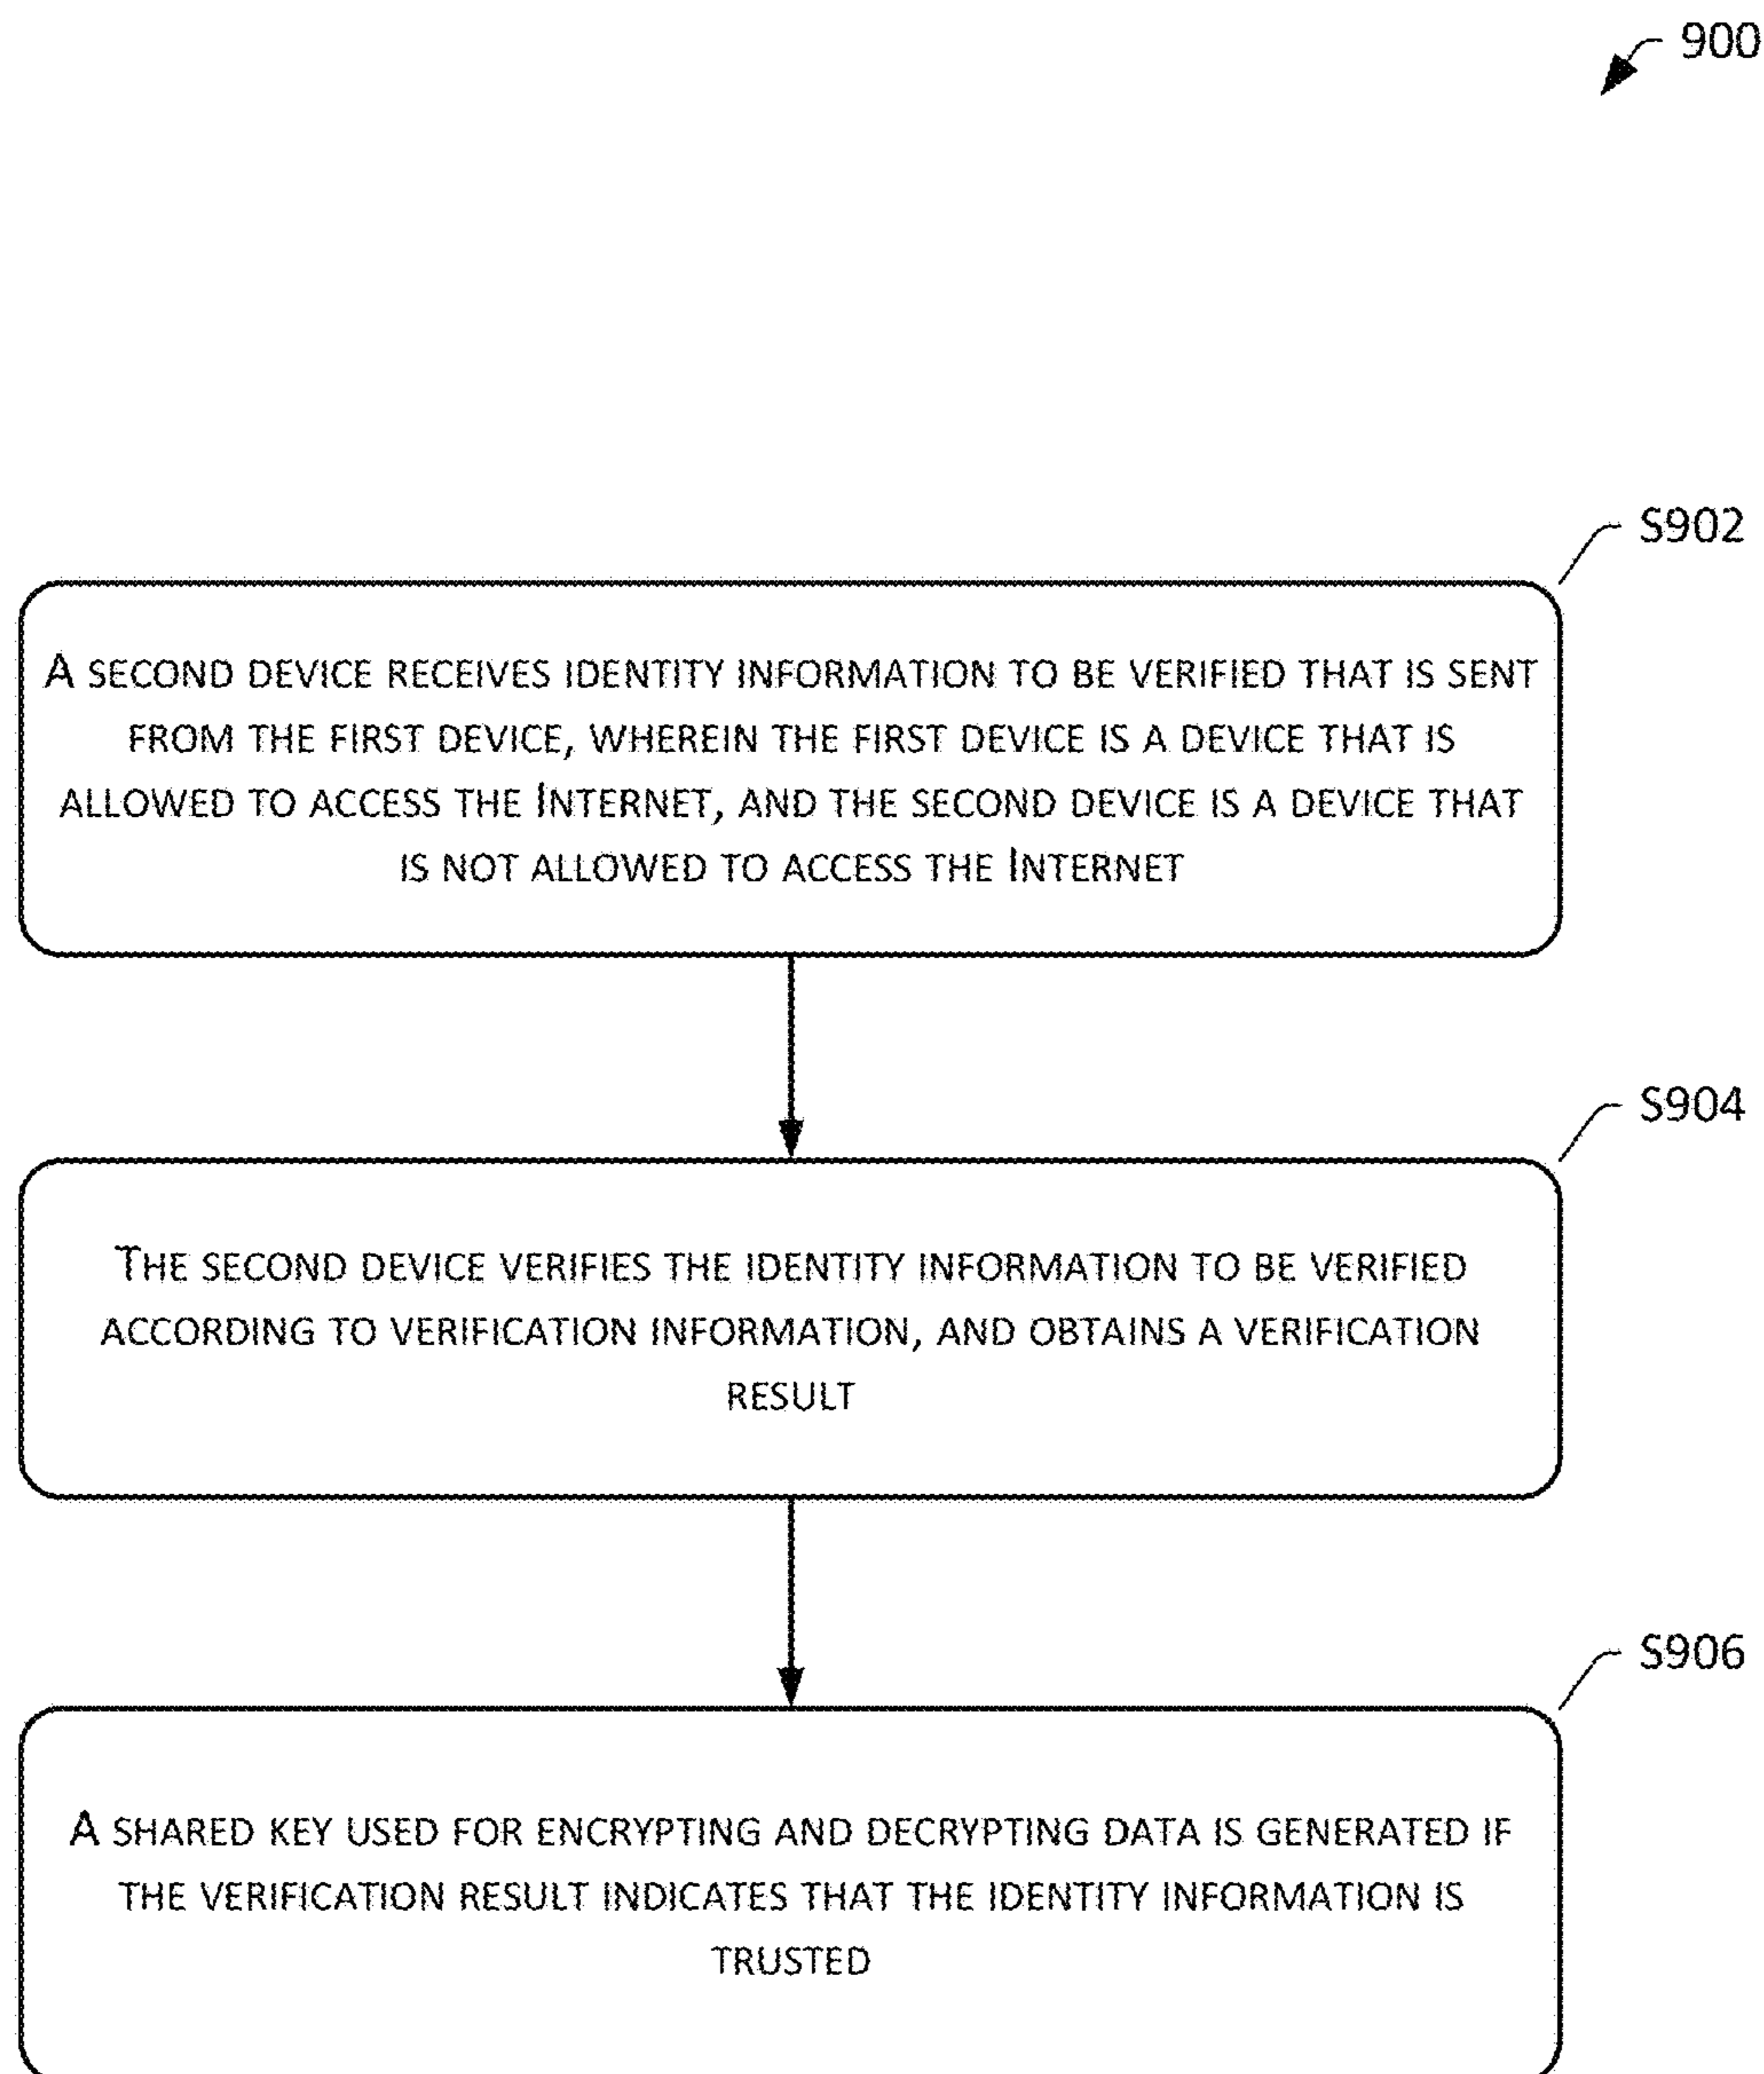 900
S902
A SECOND DEVICE RECEIVES IDENTITY INFORMATION TO BE VERIFIED THAT IS SENT
FROM THE FIRST DEVICE, WHEREIN THE FIRST DEVICE IS A DEVICE THAT IS
ALLOWED TO ACCESS THE INTERNET, AND THE SECOND DEVICE IS A DEVICE THAT
IS NOT ALLOWED TO ACCESS THE INTERNET
S904
THE SECOND DEVICE VERIFIES THE IDENTITY INFORMATION TO BE VERIFIED
ACCORDING TO VERIFICATION INFORMATION, AND OBTAINS A VERIFICATION
RESULT
S906
A SHARED KEY USED FOR ENCRYPTING AND DECRYPTING DATA IS GENERATED IF
THE VERIFICATION RESULT INDICATES THAT THE IDENTITY INFORMATION IS
TRUSTED